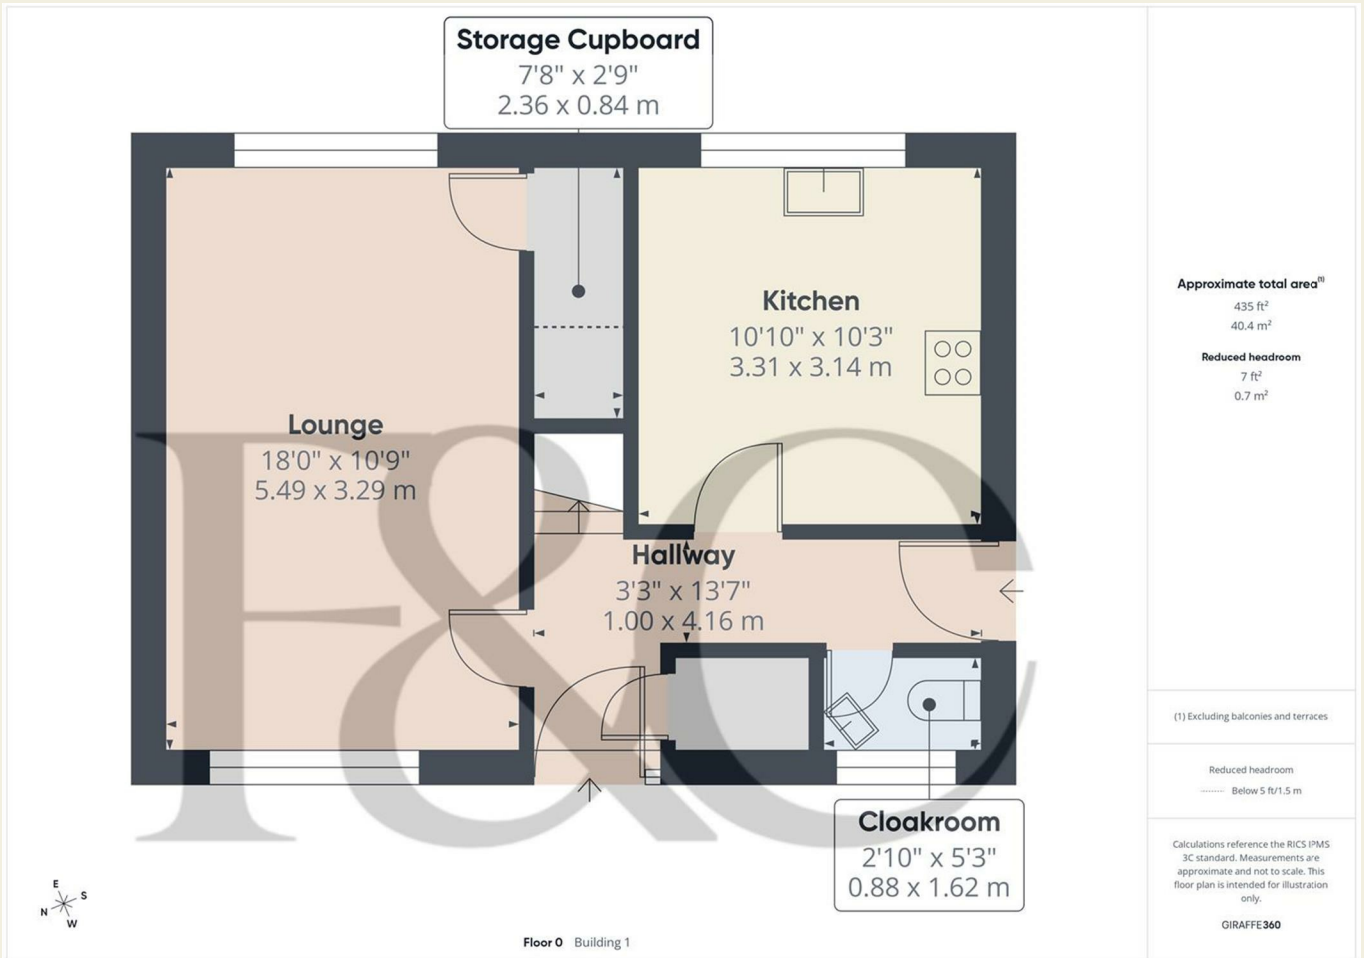 Storage Cupboard
7'8" x 2'9"
2.36 x 0.84 m
Kitchen
10'10" x 10'3"
3.31 x 3.14 m
Lounge
18'0" x 10'9"
5.49 x 3.29 m
Hallway
3'3" x 13'7"
1.00 x 4.16 m
Cloakroom
2'10" x 5'3"
0.88 x 1.62 m
F&C
E
S
N
W
Floor 0 Building 1
Approximate total area(1)
435 ft²
40.4 m²
Reduced headroom
7 ft²
0.7 m²
(1) Excluding balconies and terraces
Reduced headroom
Below 5 ft/1.5 m
Calculations reference the RICS IPMS
3C standard. Measurements are
approximate and not to scale. This
floor plan is intended for illustration
only.
GIRAFFE360